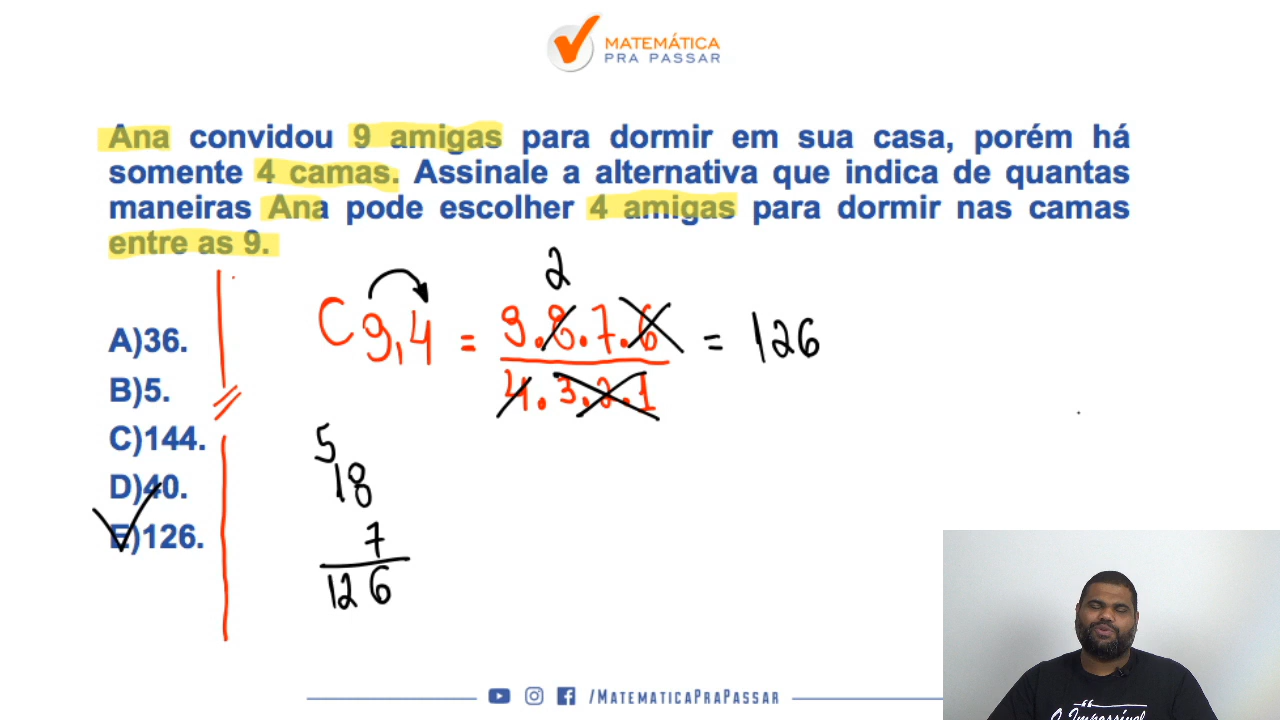 MATEMÁTICA
PRA PASSAR
Ana convidou 9 amigas para dormir em sua casa, porém há
somente 4 camas. Assinale a alternativa que indica de quantas
maneiras Ana pode escolher 4 amigas para dormir nas camas
entre as 9.
2
C 9,4 = 9.8.7.6 = 126
4.3.2.1
A)36.
B)5.
C)144.
D)40.
E)126.
5
18
7
126
/MATEMATICAPRAPASSAR
O Impossível